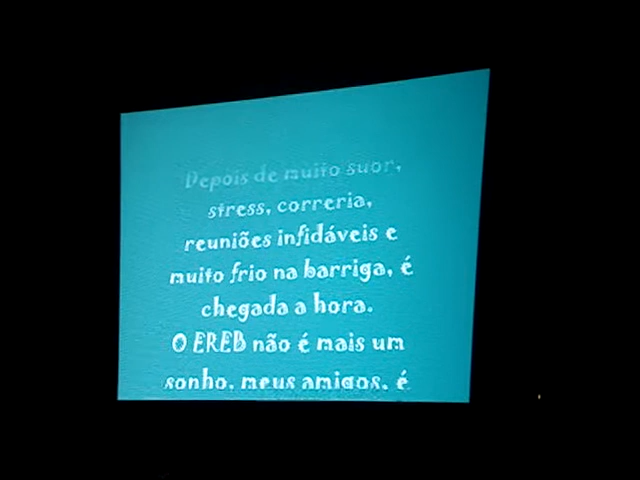 Depois de muito suor,
stress, correria,
reuniões infidáveis e
muito frio na barriga, é
chegada a hora.
O EREB não é mais um
sonho, meus amigos, é